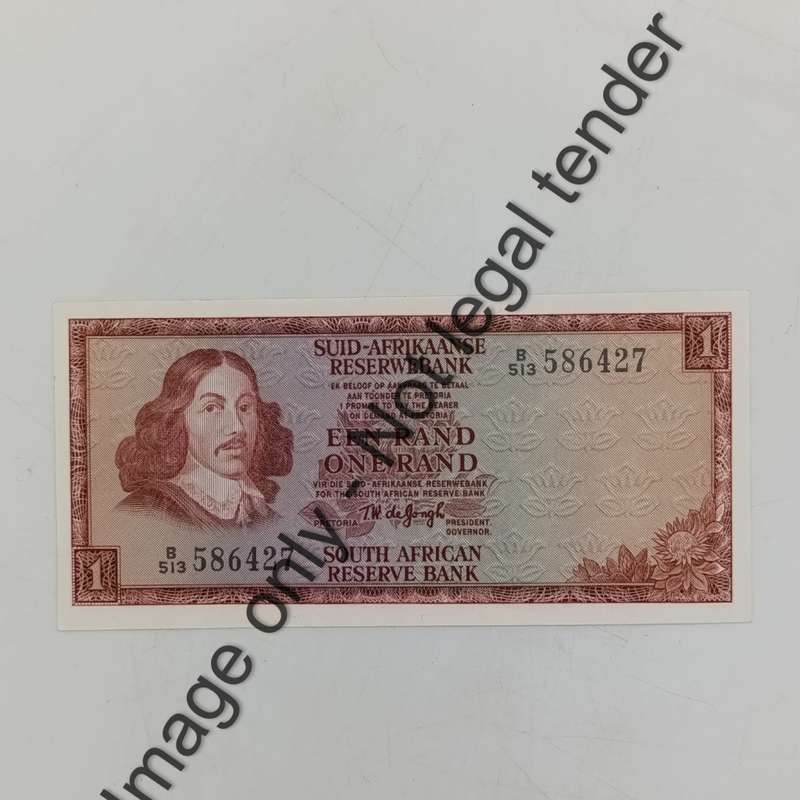 1
SUID-AFRIKAANSE
RESERWEBANK
B/513 586427
EK BELOOF OP AANVRAAG TE BETAAL
AAN TOONDER TE PRETORIA
I PROMISE TO PAY THE BEARER
ON DEMAND AT PRETORIA
EEN RAND
ONE RAND
VIR DIE SUID-AFRIKAANSE RESERWEBANK
FOR THE SOUTH AFRICAN RESERVE BANK
T.W. de Jongh
PRETORIA PRESIDENT.
GOVERNOR.
B/513 586427
SOUTH AFRICAN
RESERVE BANK
1
Image only - Not legal tender